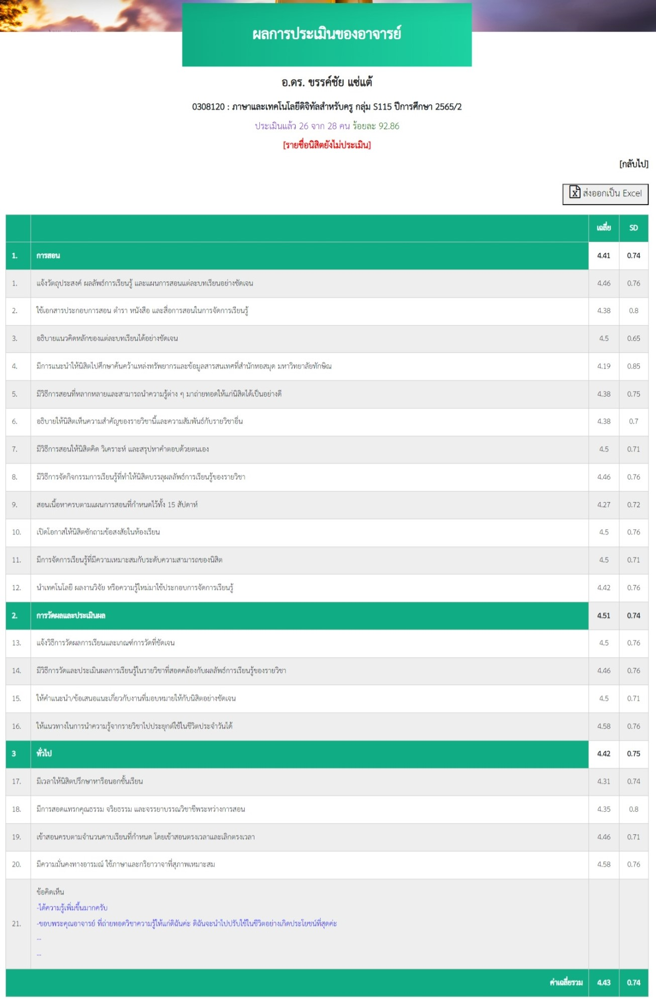 ผลการประเมินของอาจารย์
อ.ดร. ขรรค์ชัย แซ่แต้
0308120 : ภาษาและเทคโนโลยีดิจิทัลสำหรับครู กลุ่ม S115 ปีการศึกษา 2565/2
ประเมินแล้ว 26 จาก 28 คน ร้อยละ 92.86
[รายชื่อนิสิตยังไม่ประเมิน]
[กลับไป]
ส่งออกเป็น Excel
เฉลี่ย SD
1. การสอน 4.41 0.74
1. แจ้งวัตถุประสงค์ ผลลัพธ์การเรียนรู้ และแผนการสอนแต่ละบทเรียนอย่างชัดเจน 4.46 0.76
2. ใช้เอกสารประกอบการสอน ตำรา หนังสือ และสื่อการสอนในการจัดการเรียนรู้ 4.38 0.8
3. อธิบายแนวคิดหลักของแต่ละบทเรียนได้อย่างชัดเจน 4.5 0.65
4. มีการแนะนำให้นิสิตไปศึกษาค้นคว้าแหล่งทรัพยากรและข้อมูลสารสนเทศที่สำนักหอสมุด มหาวิทยาลัยทักษิณ 4.19 0.85
5. มีวิธีการสอนที่หลากหลายและสามารถนำความรู้ต่าง ๆ มาถ่ายทอดให้แก่นิสิตได้เป็นอย่างดี 4.38 0.75
6. อธิบายให้นิสิตเห็นความสำคัญของรายวิชานี้และความสัมพันธ์กับรายวิชาอื่น 4.38 0.7
7. มีวิธีการสอนให้นิสิตคิด วิเคราะห์ และสรุปหาคำตอบด้วยตนเอง 4.5 0.71
8. มีวิธีการจัดกิจกรรมการเรียนรู้ที่ทำให้นิสิตบรรลุผลลัพธ์การเรียนรู้ของรายวิชา 4.46 0.76
9. สอนเนื้อหาครบตามแผนการสอนที่กำหนดไว้ทั้ง 15 สัปดาห์ 4.27 0.72
10. เปิดโอกาสให้นิสิตซักถามข้อสงสัยในห้องเรียน 4.5 0.76
11. มีการจัดการเรียนรู้ที่มีความเหมาะสมกับระดับความสามารถของนิสิต 4.5 0.71
12. นำเทคโนโลยี ผลงานวิจัย หรือความรู้ใหม่มาใช้ประกอบการจัดการเรียนรู้ 4.42 0.76
2. การวัดผลและประเมินผล 4.51 0.74
13. แจ้งวิธีการวัดผลการเรียนและเกณฑ์การวัดที่ชัดเจน 4.5 0.76
14. มีวิธีการวัดและประเมินผลการเรียนรู้ในรายวิชาที่สอดคล้องกับผลลัพธ์การเรียนรู้ของรายวิชา 4.46 0.76
15. ให้คำแนะนำ/ข้อเสนอแนะเกี่ยวกับงานที่มอบหมายให้กับนิสิตอย่างชัดเจน 4.5 0.71
16. ให้แนวทางในการนำความรู้จากรายวิชาไปประยุกต์ใช้ในชีวิตประจำวันได้ 4.58 0.76
3 ทั่วไป 4.42 0.75
17. มีเวลาให้นิสิตปรึกษาหารือนอกชั้นเรียน 4.31 0.74
18. มีการสอดแทรกคุณธรรม จริยธรรม และจรรยาบรรณวิชาชีพระหว่างการสอน 4.35 0.8
19. เข้าสอนครบตามจำนวนคาบเรียนที่กำหนด โดยเข้าสอนตรงเวลาและเลิกตรงเวลา 4.46 0.71
20. มีความมั่นคงทางอารมณ์ ใช้ภาษาและกริยาวาจาที่สุภาพเหมาะสม 4.58 0.76
ข้อคิดเห็น
-ได้ความรู้เพิ่มขึ้นมากครับ
21. -ขอบพระคุณอาจารย์ ที่ถ่ายทอดวิชาความรู้ให้แก่ดิฉันค่ะ ดิฉันจะนำไปปรับใช้ในชีวิตอย่างเกิดประโยชน์ที่สุดค่ะ
--
--
ค่าเฉลี่ยรวม 4.43 0.74